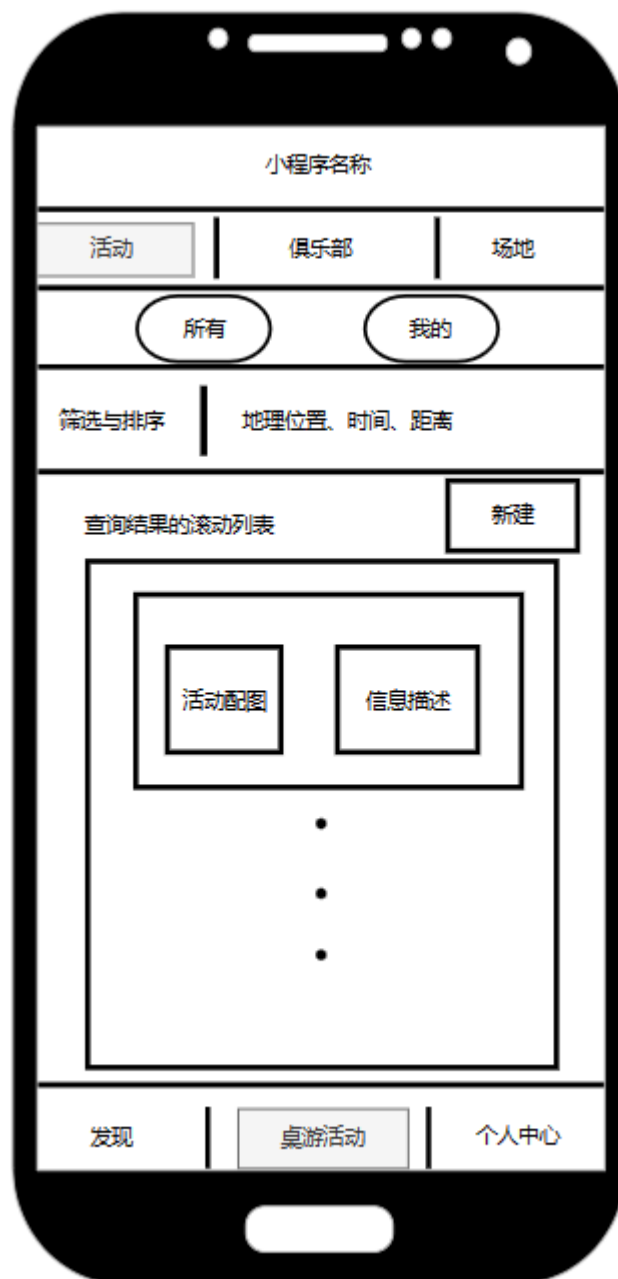 小程序名称
活动 俱乐部 场地
所有 我的
筛选与排序 地理位置、时间、距离
新建
查询结果的滚动列表
活动配图 信息描述
发现 桌游活动 个人中心